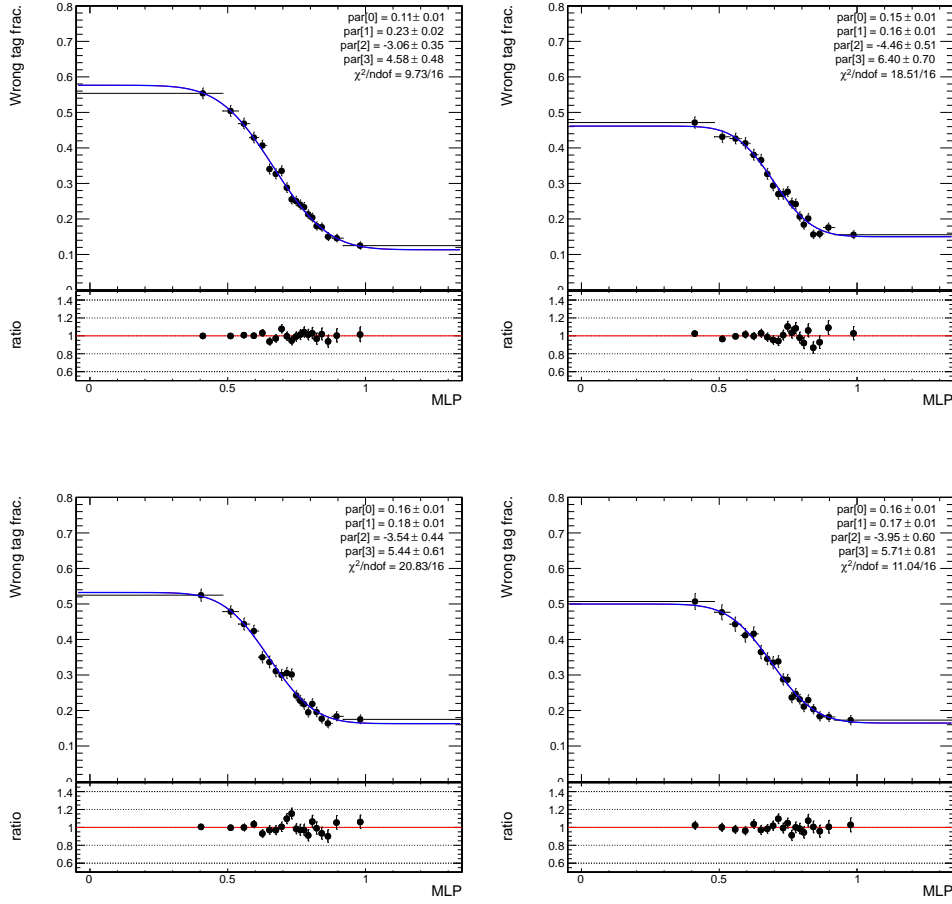 Wrong tag frac.
0.8
0.7
0.6
0.5
0.4
0.3
0.2
0.1
0
par[0] = 0.11± 0.01
par[1] = 0.23± 0.02
par[2] = -3.06± 0.35
par[3] = 4.58± 0.48
χ²/ndof = 9.73/16
ratio
1.4
1.2
1
0.8
0.6
0 0.5 1
MLP
Wrong tag frac.
0.8
0.7
0.6
0.5
0.4
0.3
0.2
0.1
0
par[0] = 0.15± 0.01
par[1] = 0.16± 0.01
par[2] = -4.46± 0.51
par[3] = 6.40± 0.70
χ²/ndof = 18.51/16
ratio
1.4
1.2
1
0.8
0.6
0 0.5 1
MLP
Wrong tag frac.
0.8
0.7
0.6
0.5
0.4
0.3
0.2
0.1
0
par[0] = 0.16± 0.01
par[1] = 0.18± 0.01
par[2] = -3.54± 0.44
par[3] = 5.44± 0.61
χ²/ndof = 20.83/16
ratio
1.4
1.2
1
0.8
0.6
0 0.5 1
MLP
Wrong tag frac.
0.8
0.7
0.6
0.5
0.4
0.3
0.2
0.1
0
par[0] = 0.16± 0.01
par[1] = 0.17± 0.01
par[2] = -3.95± 0.60
par[3] = 5.71± 0.81
χ²/ndof = 11.04/16
ratio
1.4
1.2
1
0.8
0.6
0 0.5 1
MLP